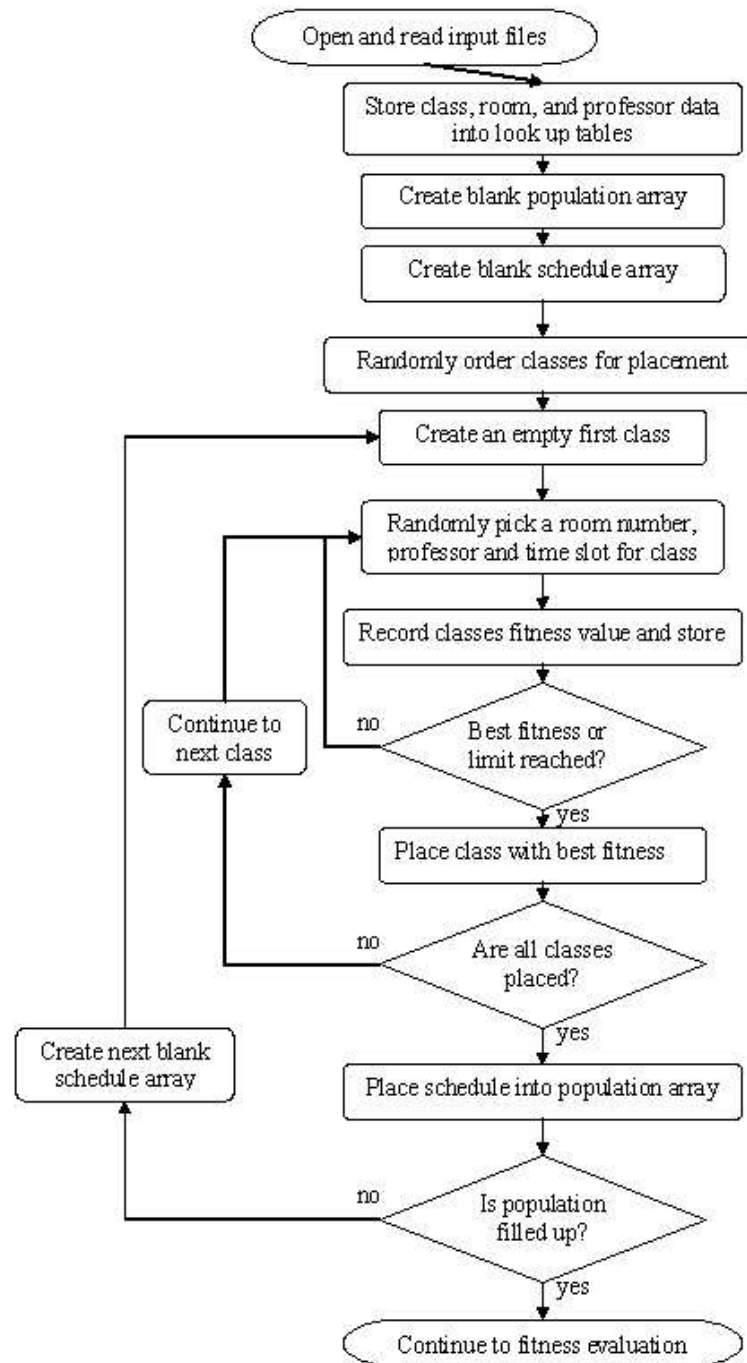 Open and read input files
Store class, room, and professor data
into look up tables
Create blank population array
Create blank schedule array
Randomly order classes for placement
Create an empty first class
Randomly pick a room number,
professor and time slot for class
Record classes fitness value and store
no
Best fitness or
limit reached?
Continue to
next class
yes
Place class with best fitness
no
Are all classes
placed?
yes
Create next blank
schedule array
Place schedule into population array
no
Is population
filled up?
yes
Continue to fitness evaluation